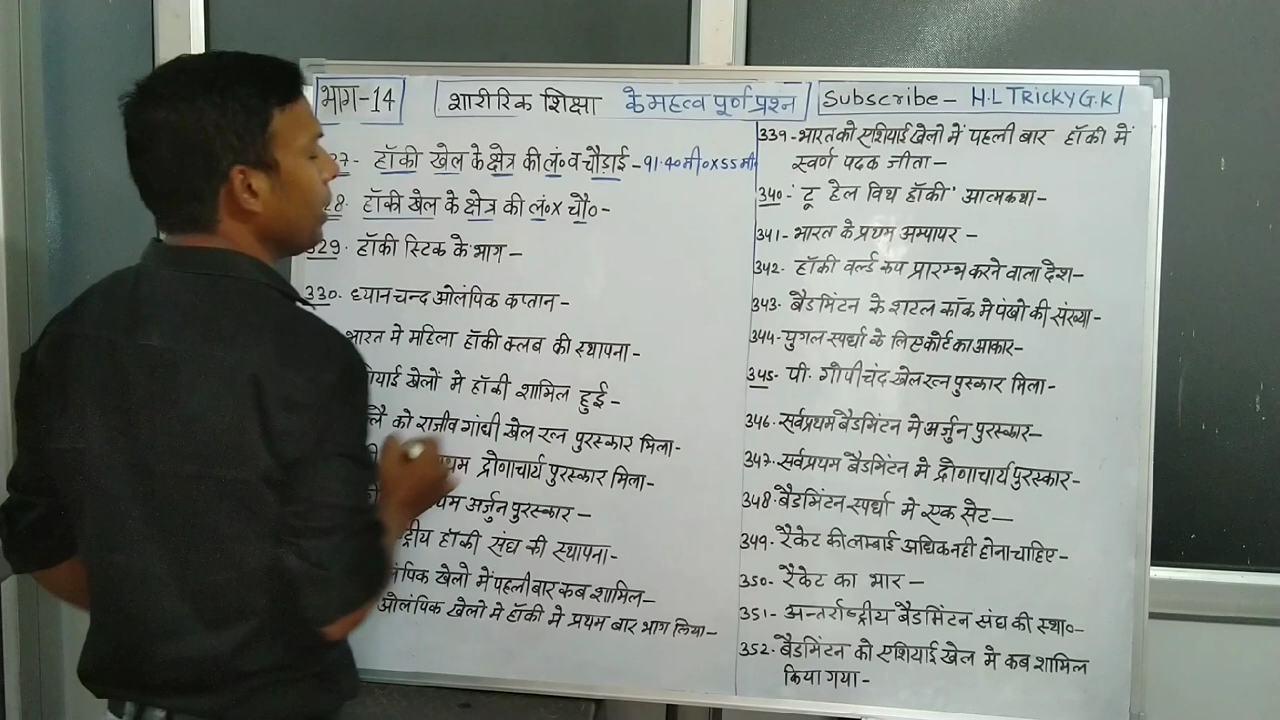 भाग-14
शारीरिक शिक्षा के महत्व पूर्ण प्रश्न
Subscribe- H.L TRICKY G.K
27- हॉकी खेल के क्षेत्र की लं० व चौड़ाई - 91.40 मी० X 55 मी
28. हॉकी खेल के क्षेत्र की लं० X चौ० -
329. हॉकी स्टिक के भाग -
330. ध्यान चन्द ओलंपिक कप्तान -
भारत मे महिला हॉकी क्लब की स्थापना -
खेलों मे हॉकी शामिल हुई -
को राजीव गांधी खेल रत्न पुरस्कार मिला -
द्रोणाचार्य पुरस्कार मिला -
अर्जुन पुरस्कार -
हॉकी संघ की स्थापना -
खेलो में पहली बार कब शामिल -
ओलंपिक खेलो मे हॉकी मे प्रथम बार भाग लिया -
339- भारत को एशियाई खेलो में पहली बार हॉकी में
स्वर्ण पदक जीता -
340- 'टू हेल विथ हॉकी' आत्मकथा -
341- भारत के प्रथम अम्पायर -
342. हॉकी वर्ल्ड कप प्रारम्भ करने वाला देश -
343. बैडमिंटन के शटल कॉक मे पंखो की संख्या -
344- युगल स्पर्धा के लिए कोर्ट का आकार -
345- पी. गोपीचंद खेल रत्न पुस्कार मिला -
346. सर्वप्रथम बैडमिंटन मे अर्जुन पुरस्कार -
347. सर्वप्रथम बैडमिंटन मे द्रोणाचार्य पुरस्कार -
348. बैडमिंटन स्पर्धा मे एक सेट -
349. रैकेट की लम्बाई अधिक नही होना चाहिए -
350- रैकेट का भार -
351- अन्तर्राष्ट्रीय बैडमिंटन संघ की स्था० -
352. बैडमिंटन को एशियाई खेल मे कब शामिल
किया गया -